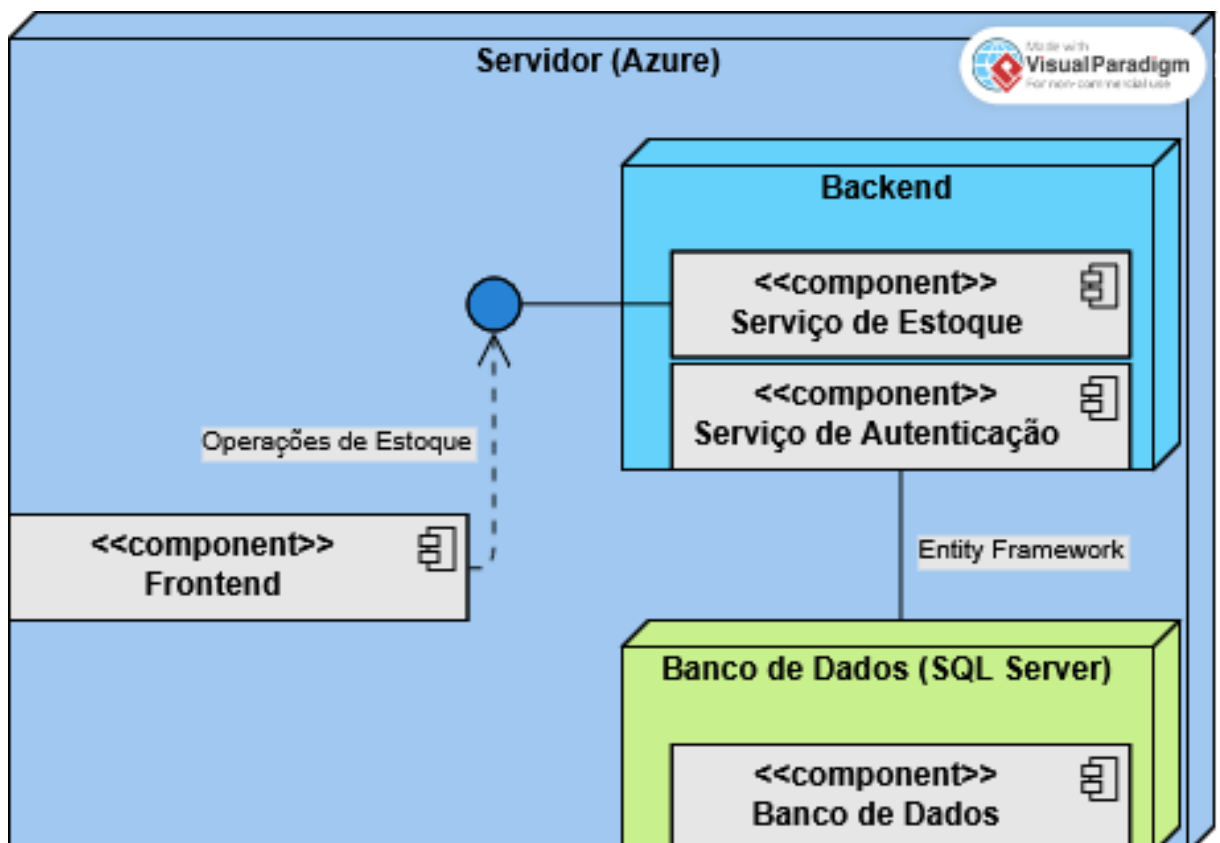 Servidor (Azure)
Made with
VisualParadigm
For non-commercial use
Backend
<<component>>
Serviço de Estoque
<<component>>
Serviço de Autenticação
Operações de Estoque
<<component>>
Frontend
Entity Framework
Banco de Dados (SQL Server)
<<component>>
Banco de Dados